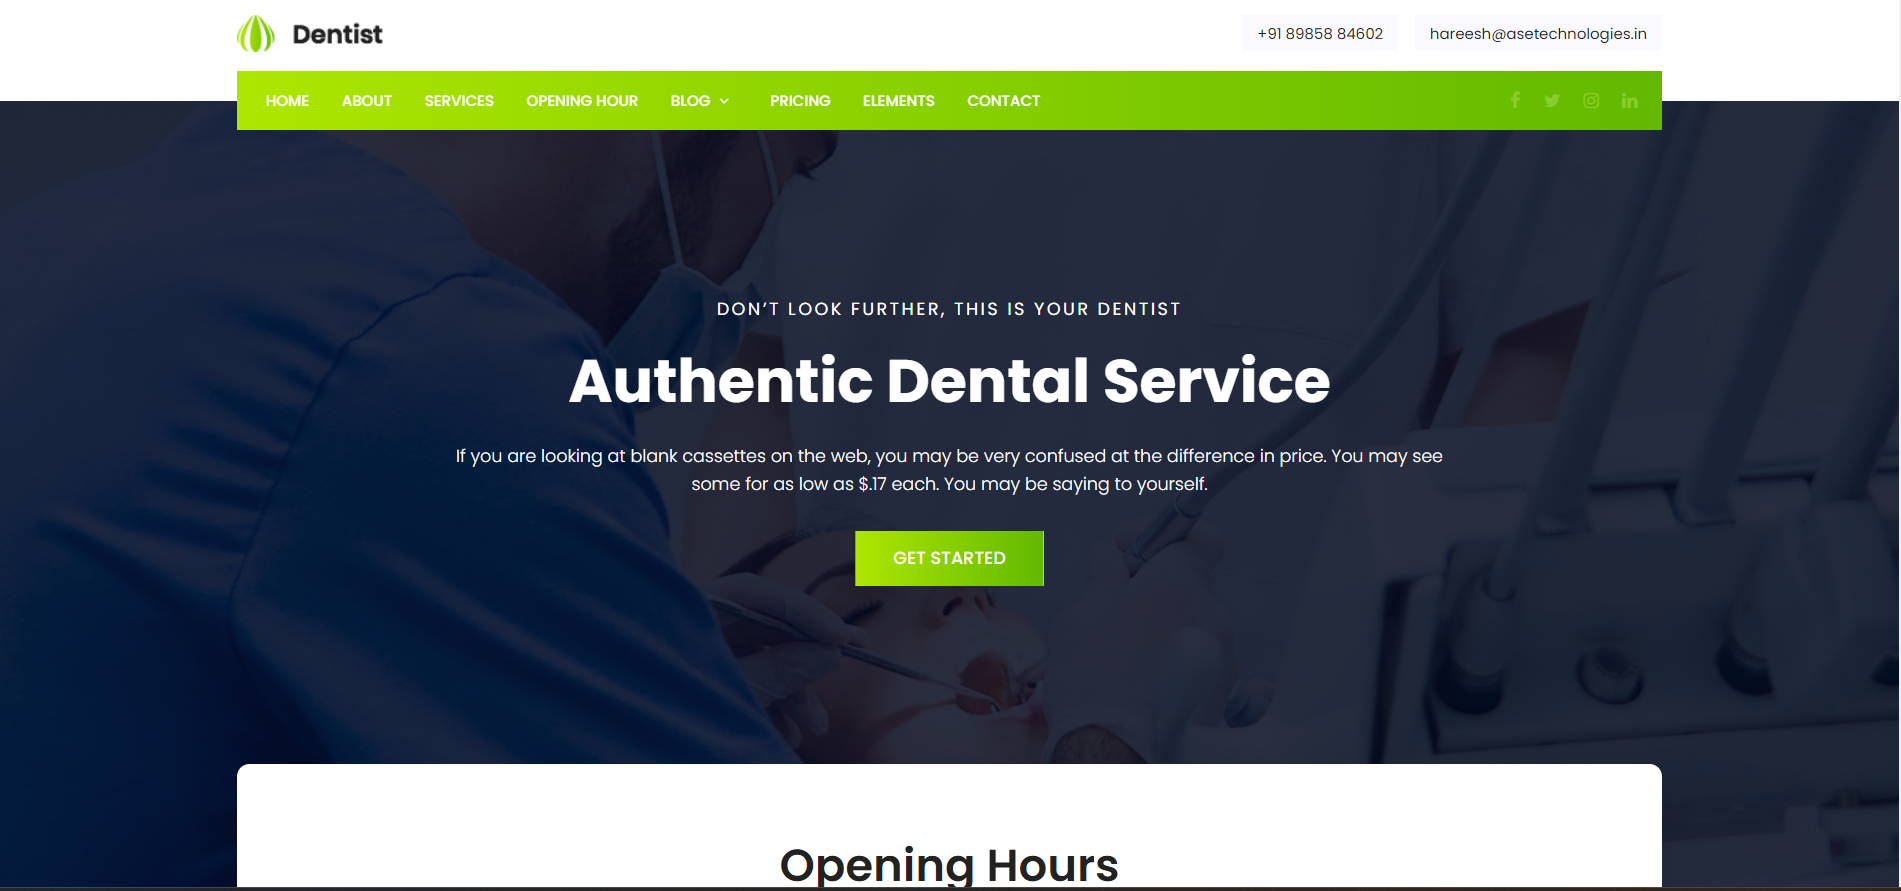 Dentist
+91 89858 84602
hareesh@asetechnologies.in
HOME ABOUT SERVICES OPENING HOUR BLOG PRICING ELEMENTS CONTACT
DON’T LOOK FURTHER, THIS IS YOUR DENTIST
Authentic Dental Service
If you are looking at blank cassettes on the web, you may be very confused at the difference in price. You may see
some for as low as $.17 each. You may be saying to yourself.
GET STARTED
Opening Hours